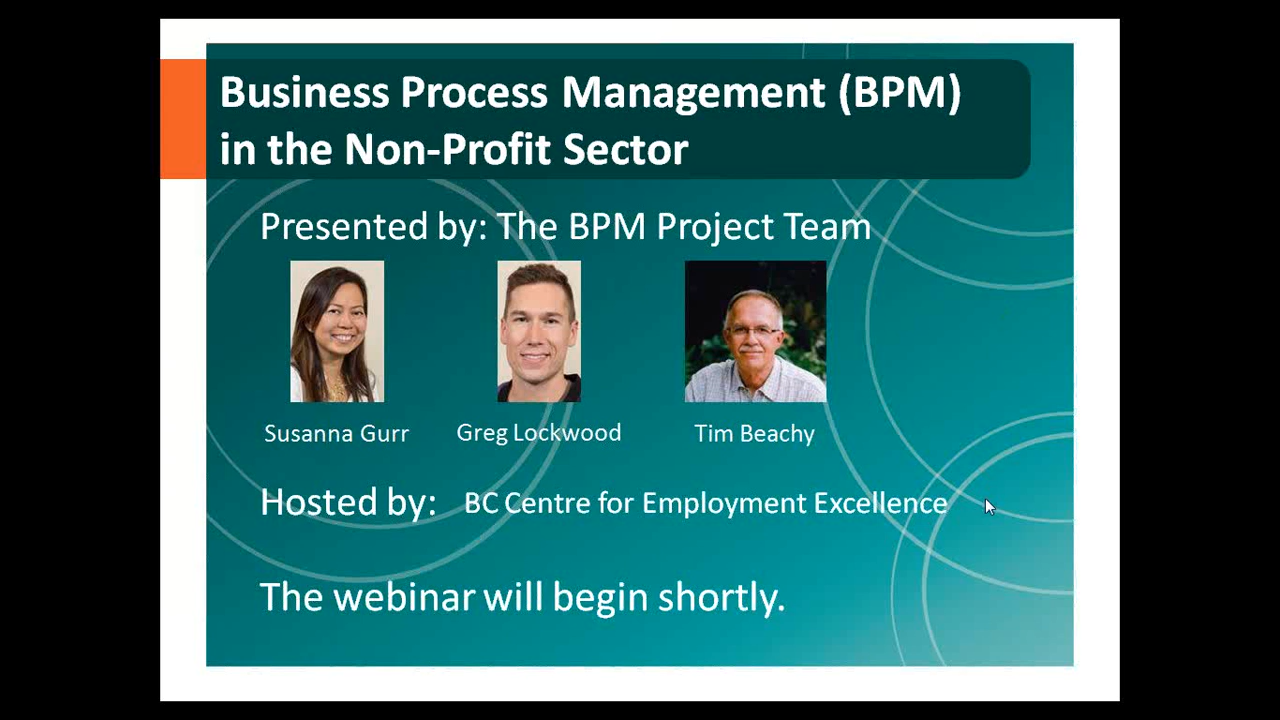 Business Process Management (BPM)
in the Non-Profit Sector
Presented by: The BPM Project Team
Susanna Gurr
Greg Lockwood
Tim Beachy
Hosted by: BC Centre for Employment Excellence
The webinar will begin shortly.